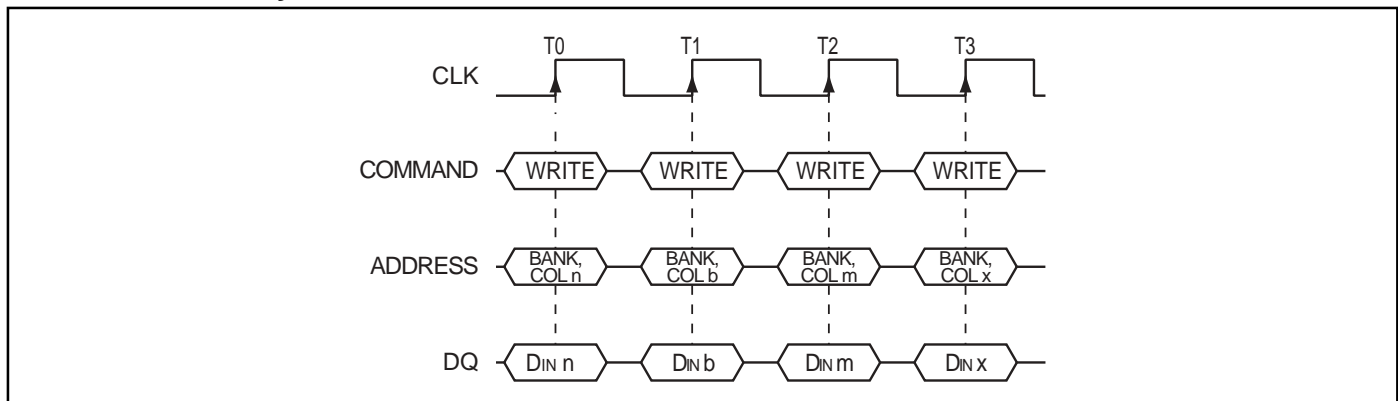 T0 T1 T2 T3
CLK
COMMAND WRITE WRITE WRITE WRITE
ADDRESS BANK, COL n BANK, COL b BANK, COL m BANK, COL x
DQ DIN n DIN b DIN m DIN x